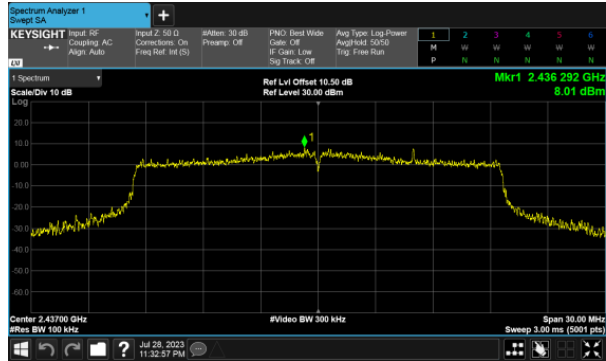 Spectrum Analyzer 1
Swept SA
+
KEYSIGHT Input: RF Input Z: 50 Ω #Atten: 30 dB PNO: Best Wide Avg Type: Log-Power 1 2 3 4 5 6
Coupling: AC Corrections: On Preamp: Off Gate: Off Avg|Hold: 50/50 M W W W W W
Align: Auto Freq Ref: Int (S) IF Gain: Low Trig: Free Run
Sig Track: Off P N N N N N
LXI
1 Spectrum Ref Lvl Offset 10.50 dB Mkr1 2.436 292 GHz
Scale/Div 10 dB Ref Level 30.00 dBm 8.01 dBm
Log
20.0
1
10.0
0.00
-10.0
-20.0
-30.0
-40.0
-50.0
-60.0
Center 2.43700 GHz #Video BW 300 kHz Span 30.00 MHz
#Res BW 100 kHz Sweep 3.00 ms (5001 pts)
? Jul 28, 2023
11:32:57 PM